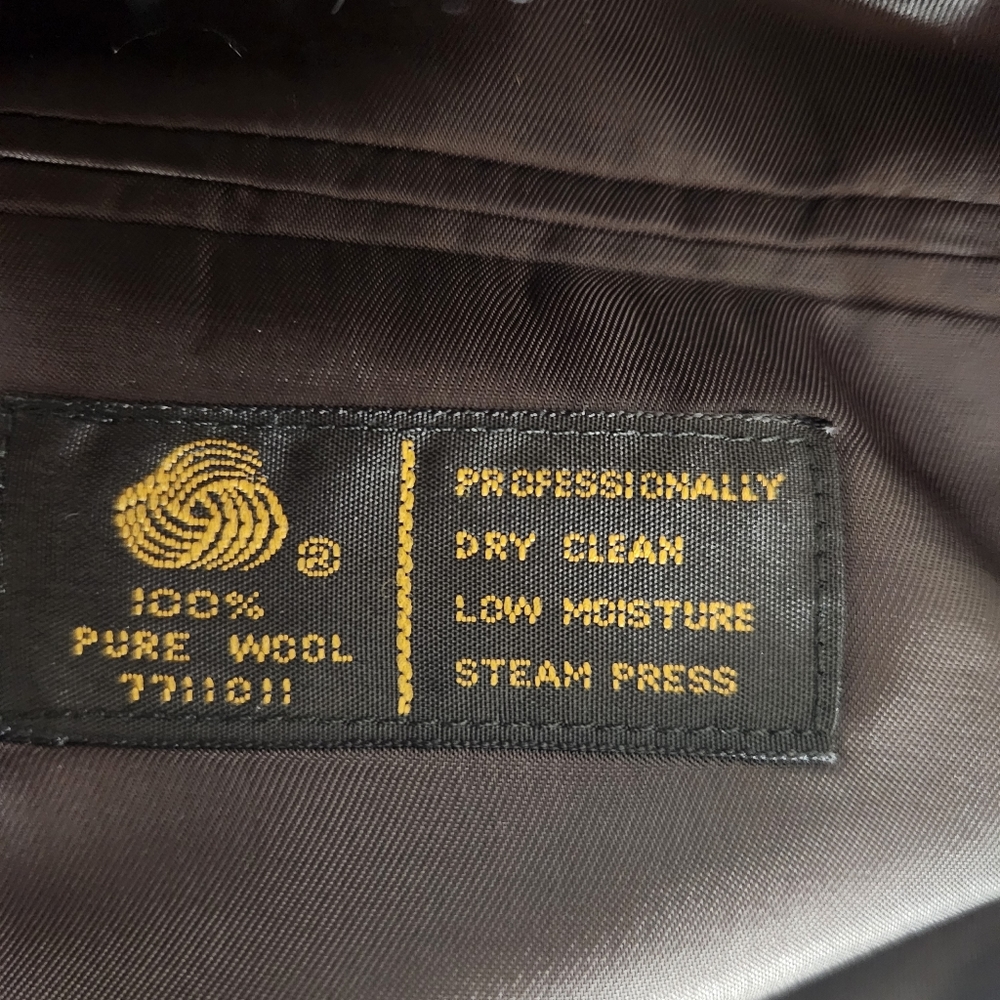 ®
100%
PURE WOOL
7711011
PROFESSIONALLY
DRY CLEAN
LOW MOISTURE
STEAM PRESS